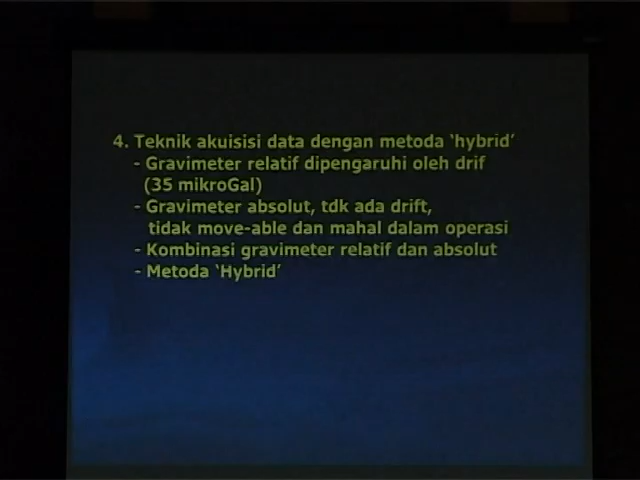 4. Teknik akuisisi data dengan metoda ‘hybrid’
- Gravimeter relatif dipengaruhi oleh drif
(35 mikroGal)
- Gravimeter absolut, tdk ada drift,
tidak move-able dan mahal dalam operasi
- Kombinasi gravimeter relatif dan absolut
- Metoda ‘Hybrid’